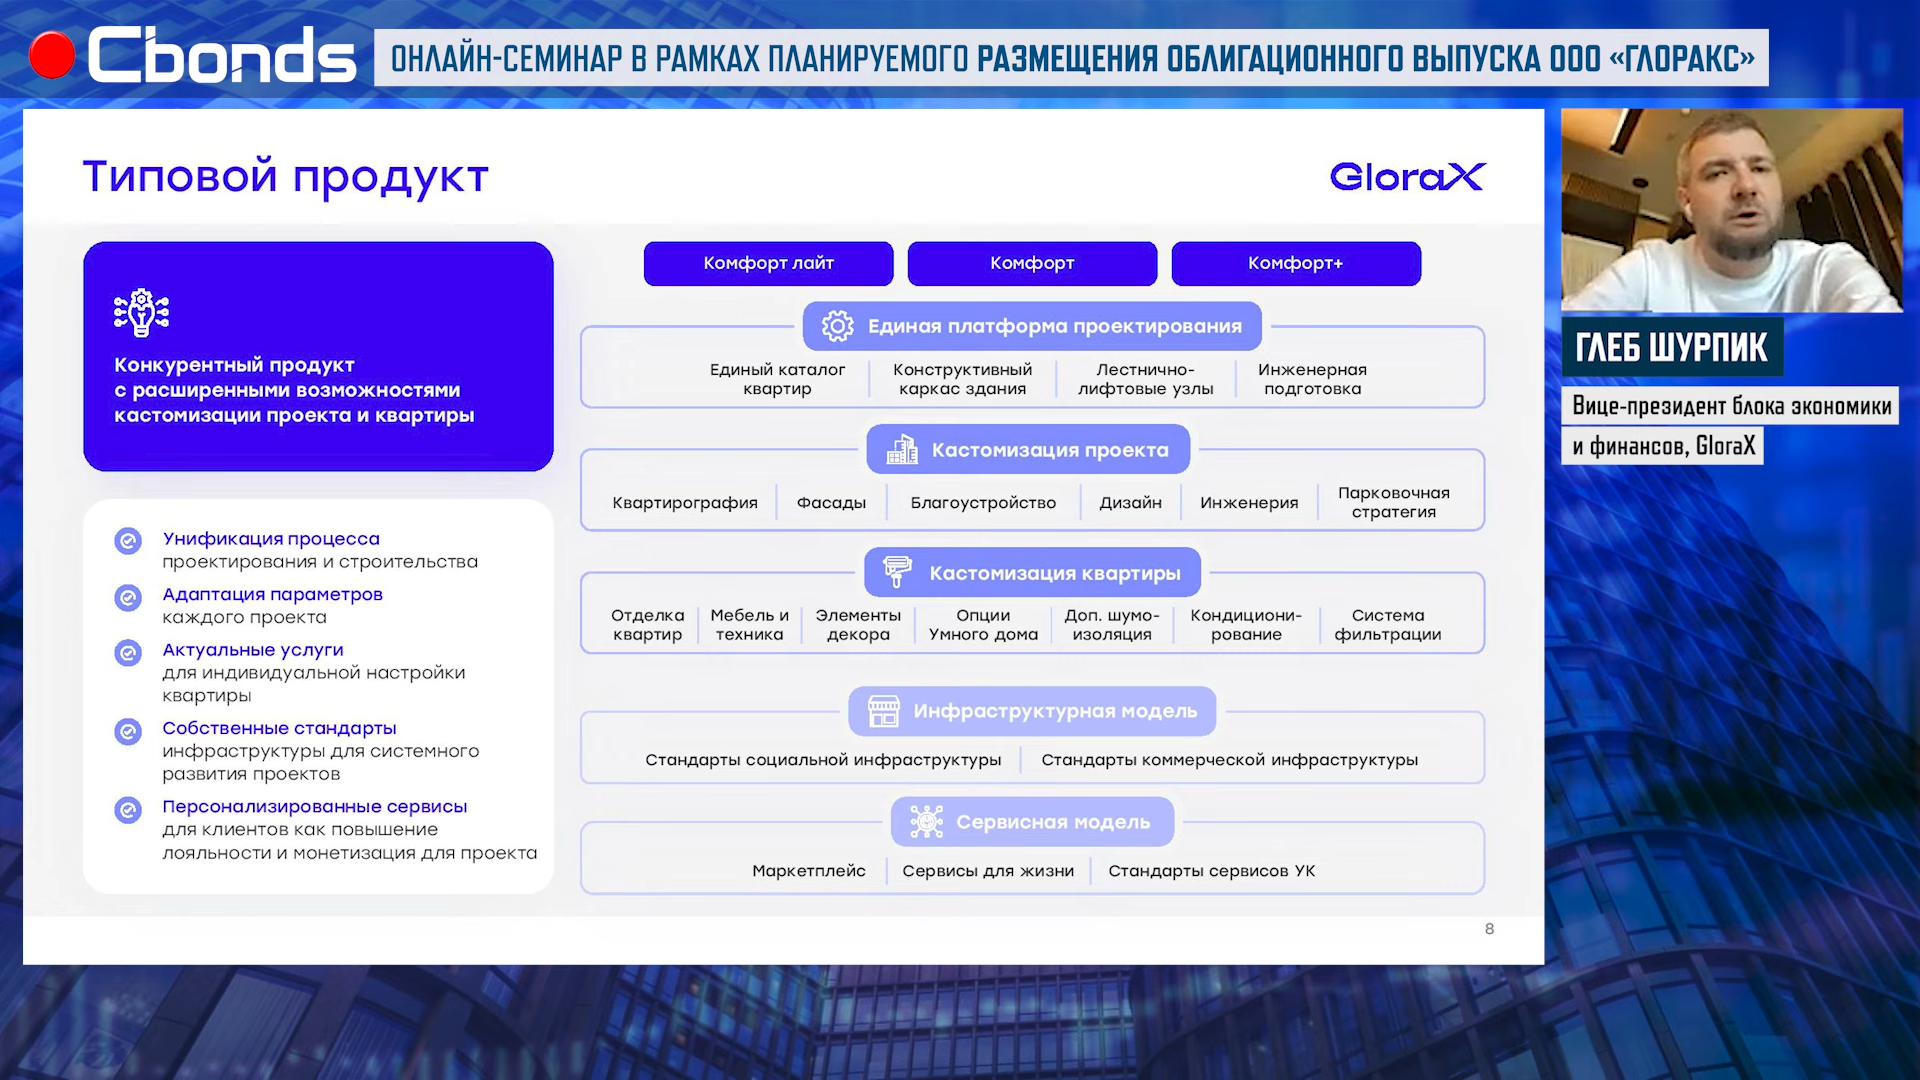 Cbonds
ОНЛАЙН-СЕМИНАР В РАМКАХ ПЛАНИРУЕМОГО РАЗМЕЩЕНИЯ ОБЛИГАЦИОННОГО ВЫПУСКА ООО «ГЛОРАКС»
Типовой продукт
GloraX
Конкурентный продукт
с расширенными возможностями
кастомизации проекта и квартиры
Унификация процесса
проектирования и строительства
Адаптация параметров
каждого проекта
Актуальные услуги
для индивидуальной настройки
квартиры
Собственные стандарты
инфраструктуры для системного
развития проектов
Персонализированные сервисы
для клиентов как повышение
лояльности и монетизация для проекта
Комфорт лайт
Комфорт
Комфорт+
Единая платформа проектирования
Единый каталог
квартир
Конструктивный
каркас здания
Лестнично-
лифтовые узлы
Инженерная
подготовка
Кастомизация проекта
Квартирография
Фасады
Благоустройство
Дизайн
Инженерия
Парковочная
стратегия
Кастомизация квартиры
Отделка
квартир
Мебель и
техника
Элементы
декора
Опции
Умного дома
Доп. шумо-
изоляция
Кондициони-
рование
Система
фильтрации
Инфраструктурная модель
Стандарты социальной инфраструктуры
Стандарты коммерческой инфраструктуры
Сервисная модель
Маркетплейс
Сервисы для жизни
Стандарты сервисов УК
8
ГЛЕБ ШУРПИК
Вице-президент блока экономики
и финансов, GloraX